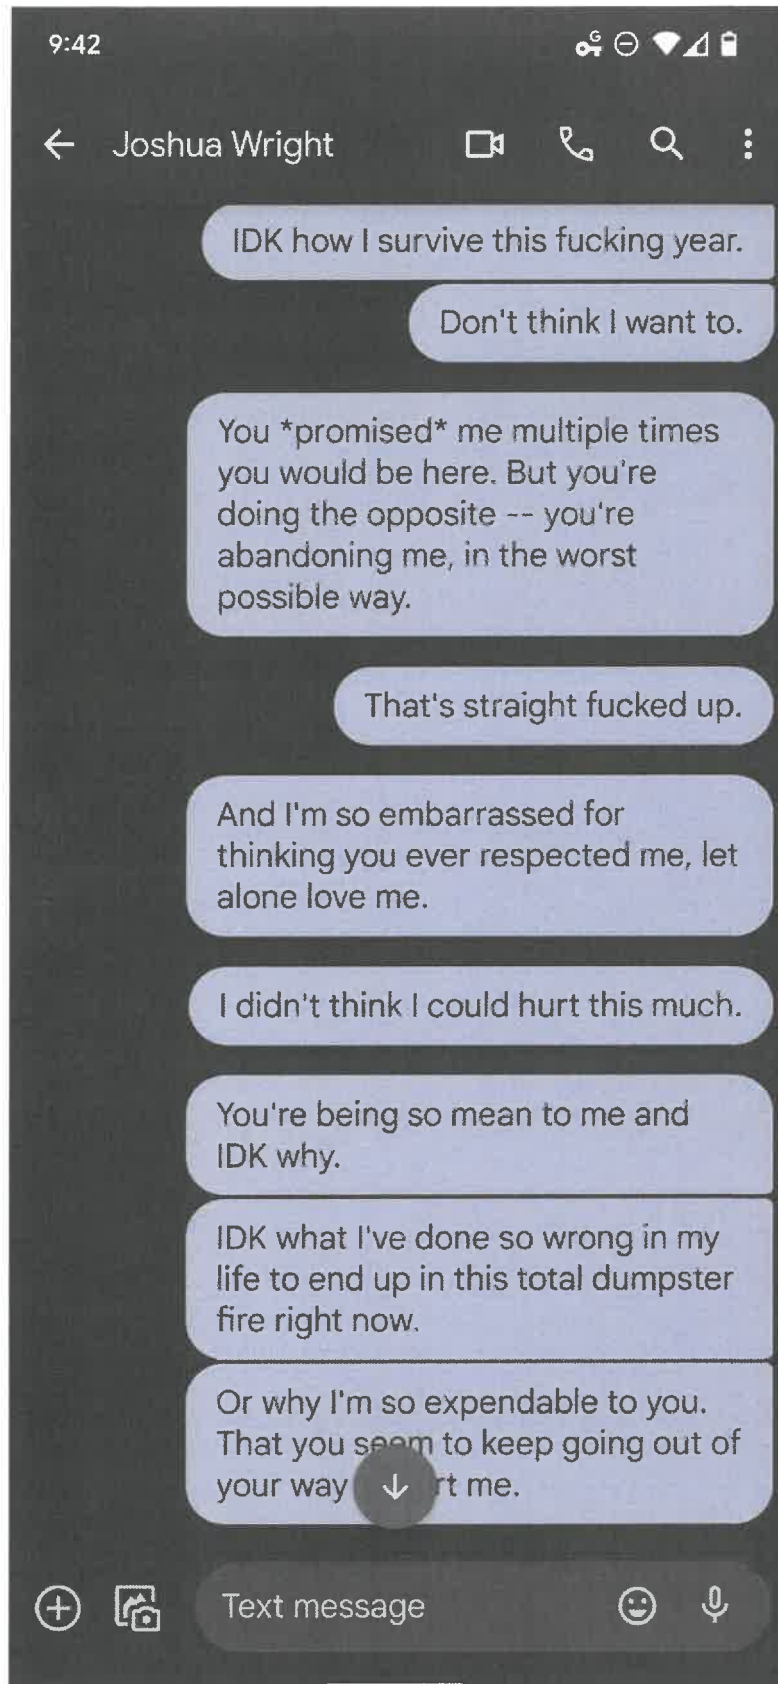 9:42
G
Joshua Wright
IDK how I survive this fucking year.
Don't think I want to.
You *promised* me multiple times
you would be here. But you're
doing the opposite -- you're
abandoning me, in the worst
possible way.
That's straight fucked up.
And I'm so embarrassed for
thinking you ever respected me, let
alone love me.
I didn't think I could hurt this much.
You're being so mean to me and
IDK why.
IDK what I've done so wrong in my
life to end up in this total dumpster
fire right now.
Or why I'm so expendable to you.
That you seem to keep going out of
your way me.
Text message